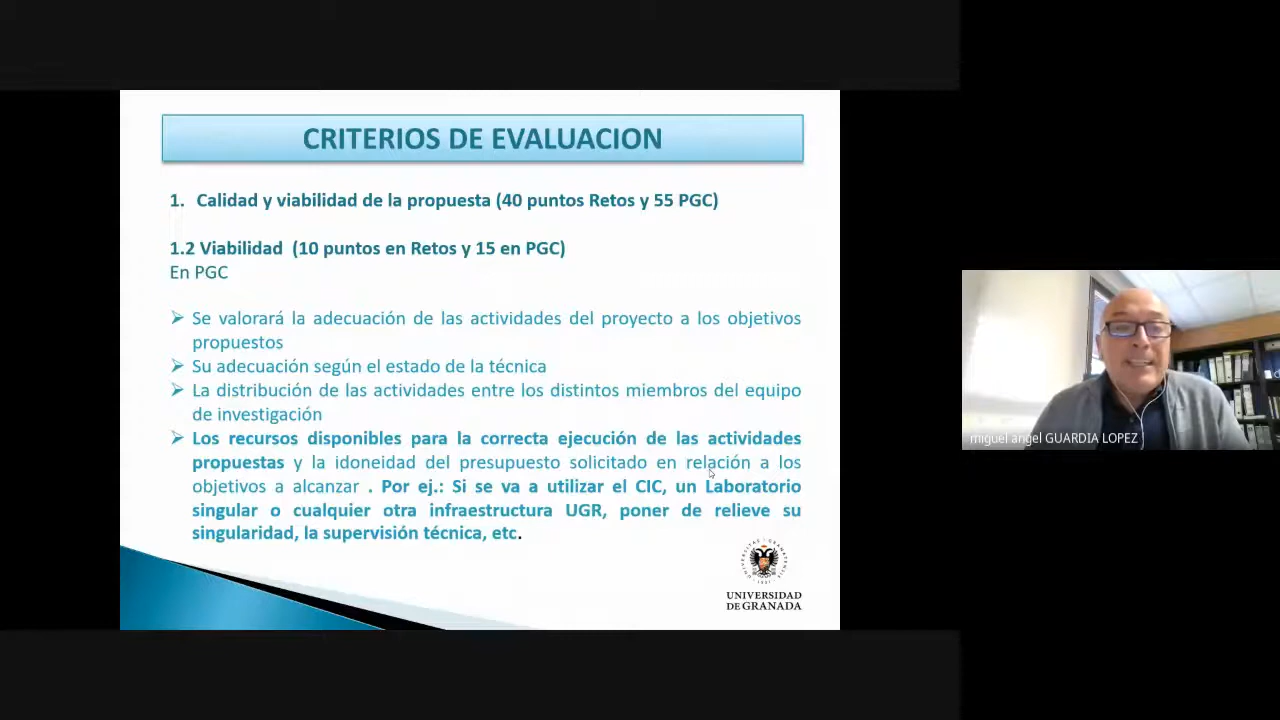 CRITERIOS DE EVALUACION
1. Calidad y viabilidad de la propuesta (40 puntos Retos y 55 PGC)
1.2 Viabilidad (10 puntos en Retos y 15 en PGC)
En PGC
Se valorará la adecuación de las actividades del proyecto a los objetivos
propuestos
Su adecuación según el estado de la técnica
La distribución de las actividades entre los distintos miembros del equipo
de investigación
Los recursos disponibles para la correcta ejecución de las actividades
propuestas y la idoneidad del presupuesto solicitado en relación a los
objetivos a alcanzar . Por ej.: Si se va a utilizar el CIC, un Laboratorio
singular o cualquier otra infraestructura UGR, poner de relieve su
singularidad, la supervisión técnica, etc.
UNIVERSIDAD
DE GRANADA
miguel angel GUARDIA LOPEZ